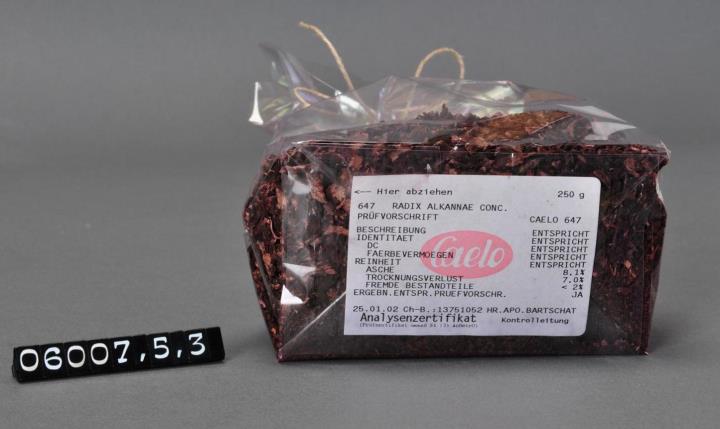 <-- Hier abziehen 250 g
647 RADIX ALKANNAE CONC.
PRÜFVORSCHRIFT CAELO 647
BESCHREIBUNG ENTSPRICHT
IDENTITAET ENTSPRICHT
DC ENTSPRICHT
FAERBEVERMOEGEN ENTSPRICHT
REINHEIT ENTSPRICHT
ASCHE 8.1%
TROCKNUNGSVERLUST 7.0%
FREMDE BESTANDTEILE < 2%
ERGEBN.ENTSPR.PRUEFVORSCHR. JA
Caelo
25.01.02 Ch-B.:13751052 HR.APO.BARTSCHAT
Analysenzertifikat Kontrolleitung
06007,5,3